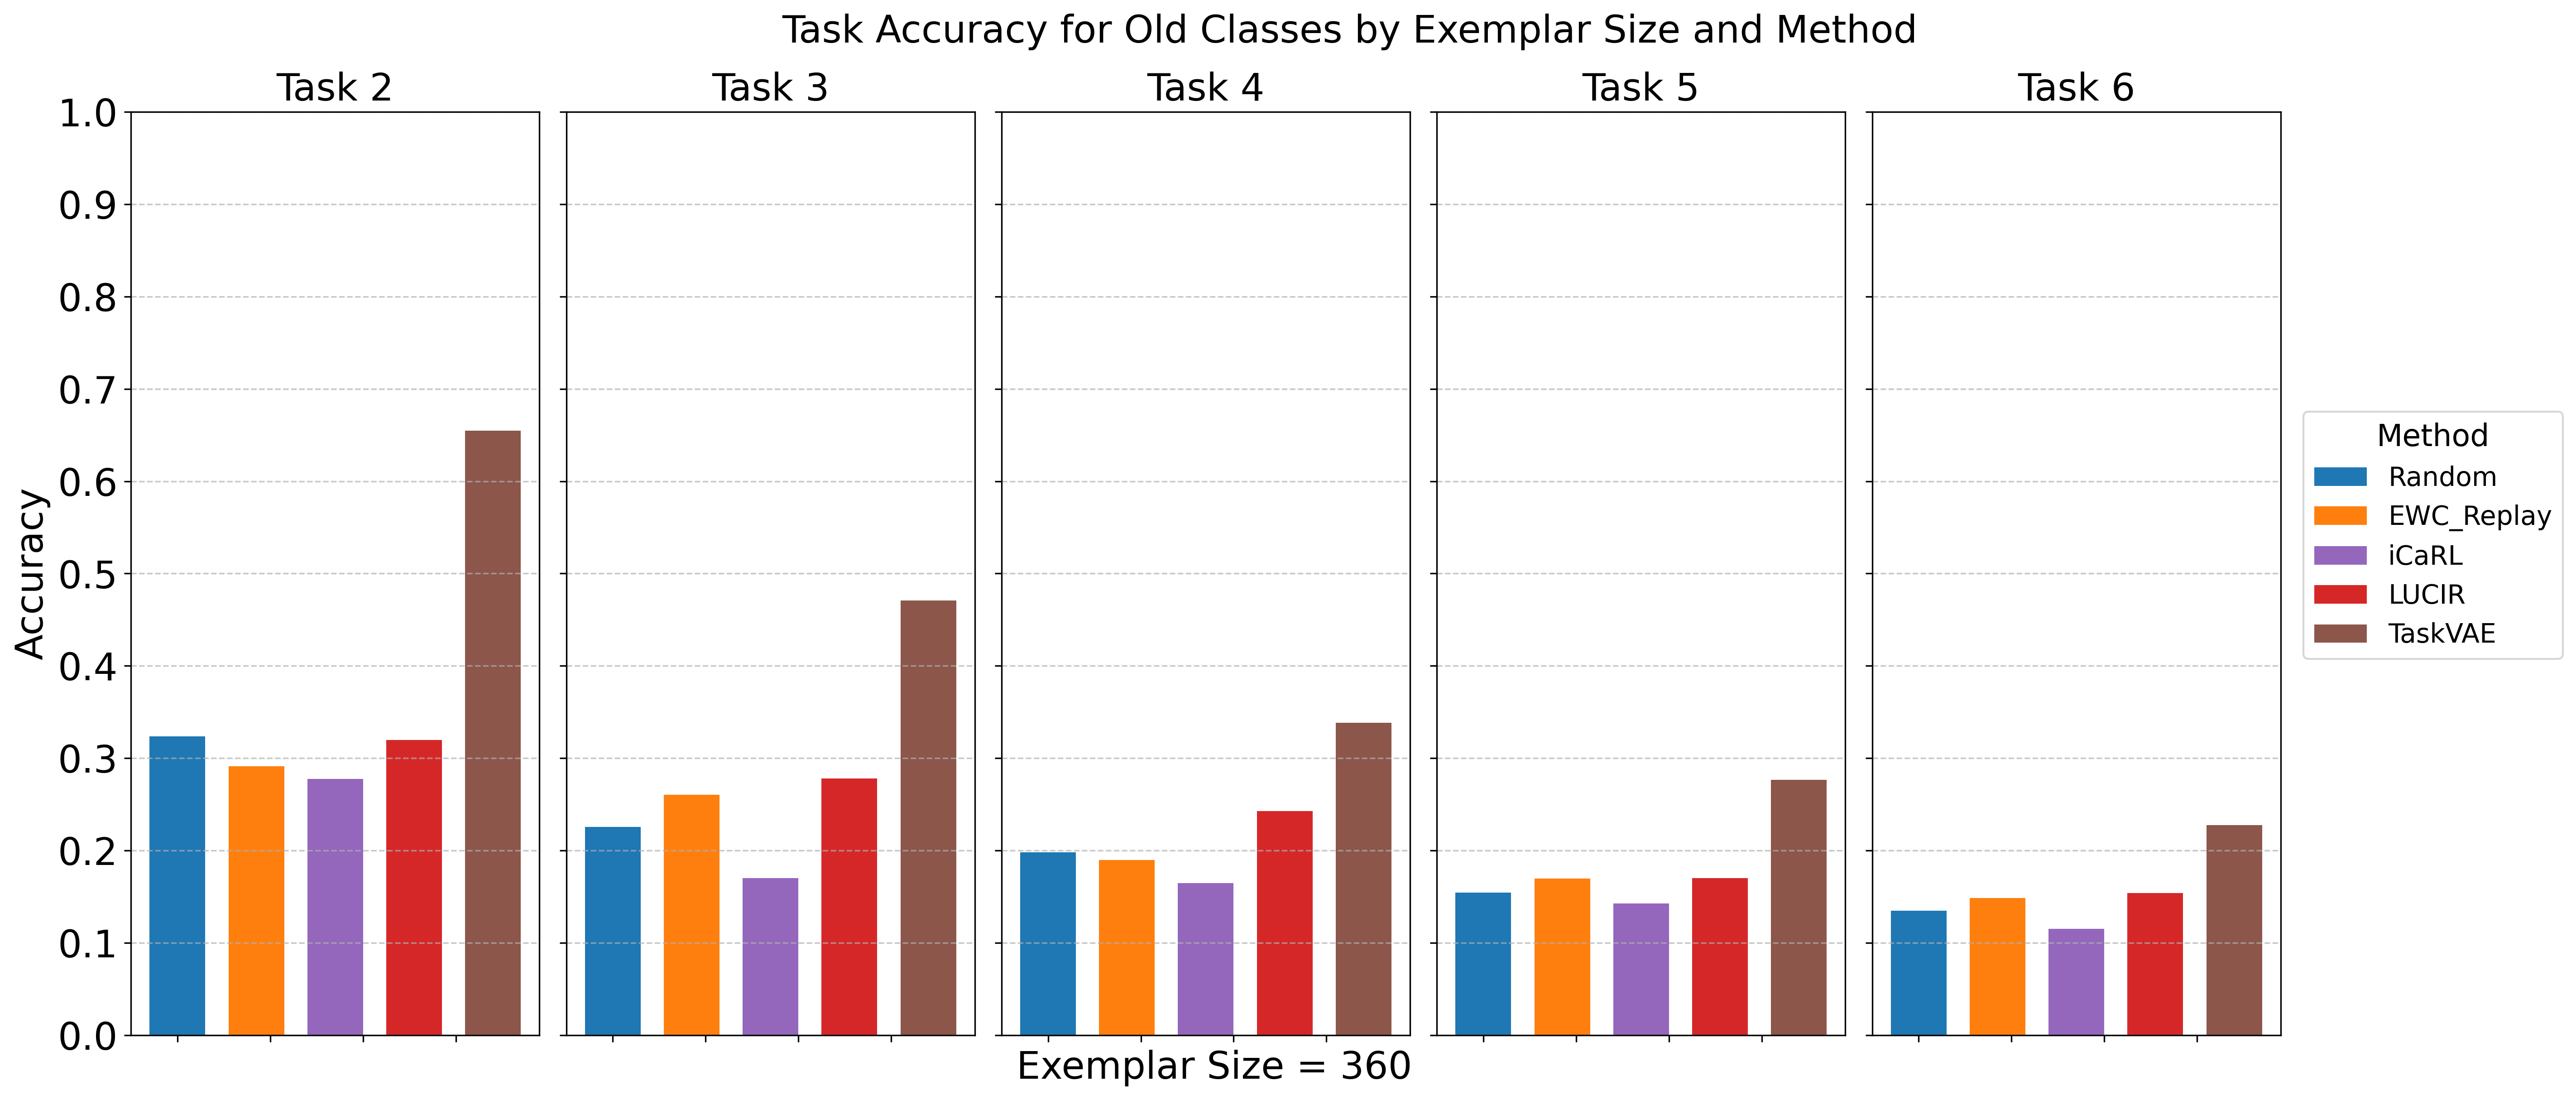 Task Accuracy for Old Classes by Exemplar Size and Method
Task 2
Task 3
Task 4
Task 5
Task 6
1.0
0.9
0.8
0.7
0.6
0.5
0.4
0.3
0.2
0.1
0.0
Accuracy
Exemplar Size = 360
Method
Random
EWC_Replay
iCaRL
LUCIR
TaskVAE